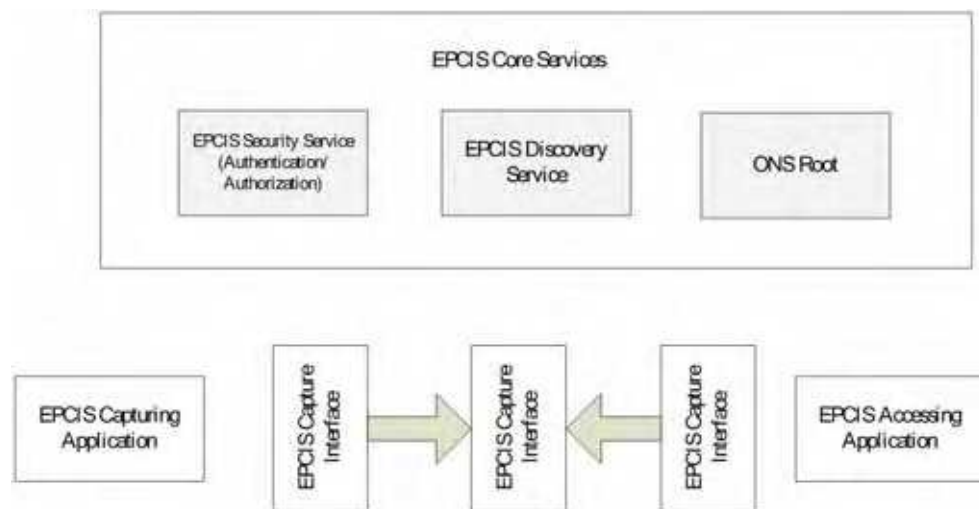 EPCIS Core Services
EPCIS Security Service
(Authentication/
Authorization)
EPCIS Discovery
Service
ONS Root
EPCIS Capturing
Application
EPCIS Capture
Interface
EPCIS Capture
Interface
EPCIS Capture
Interface
EPCIS Accessing
Application